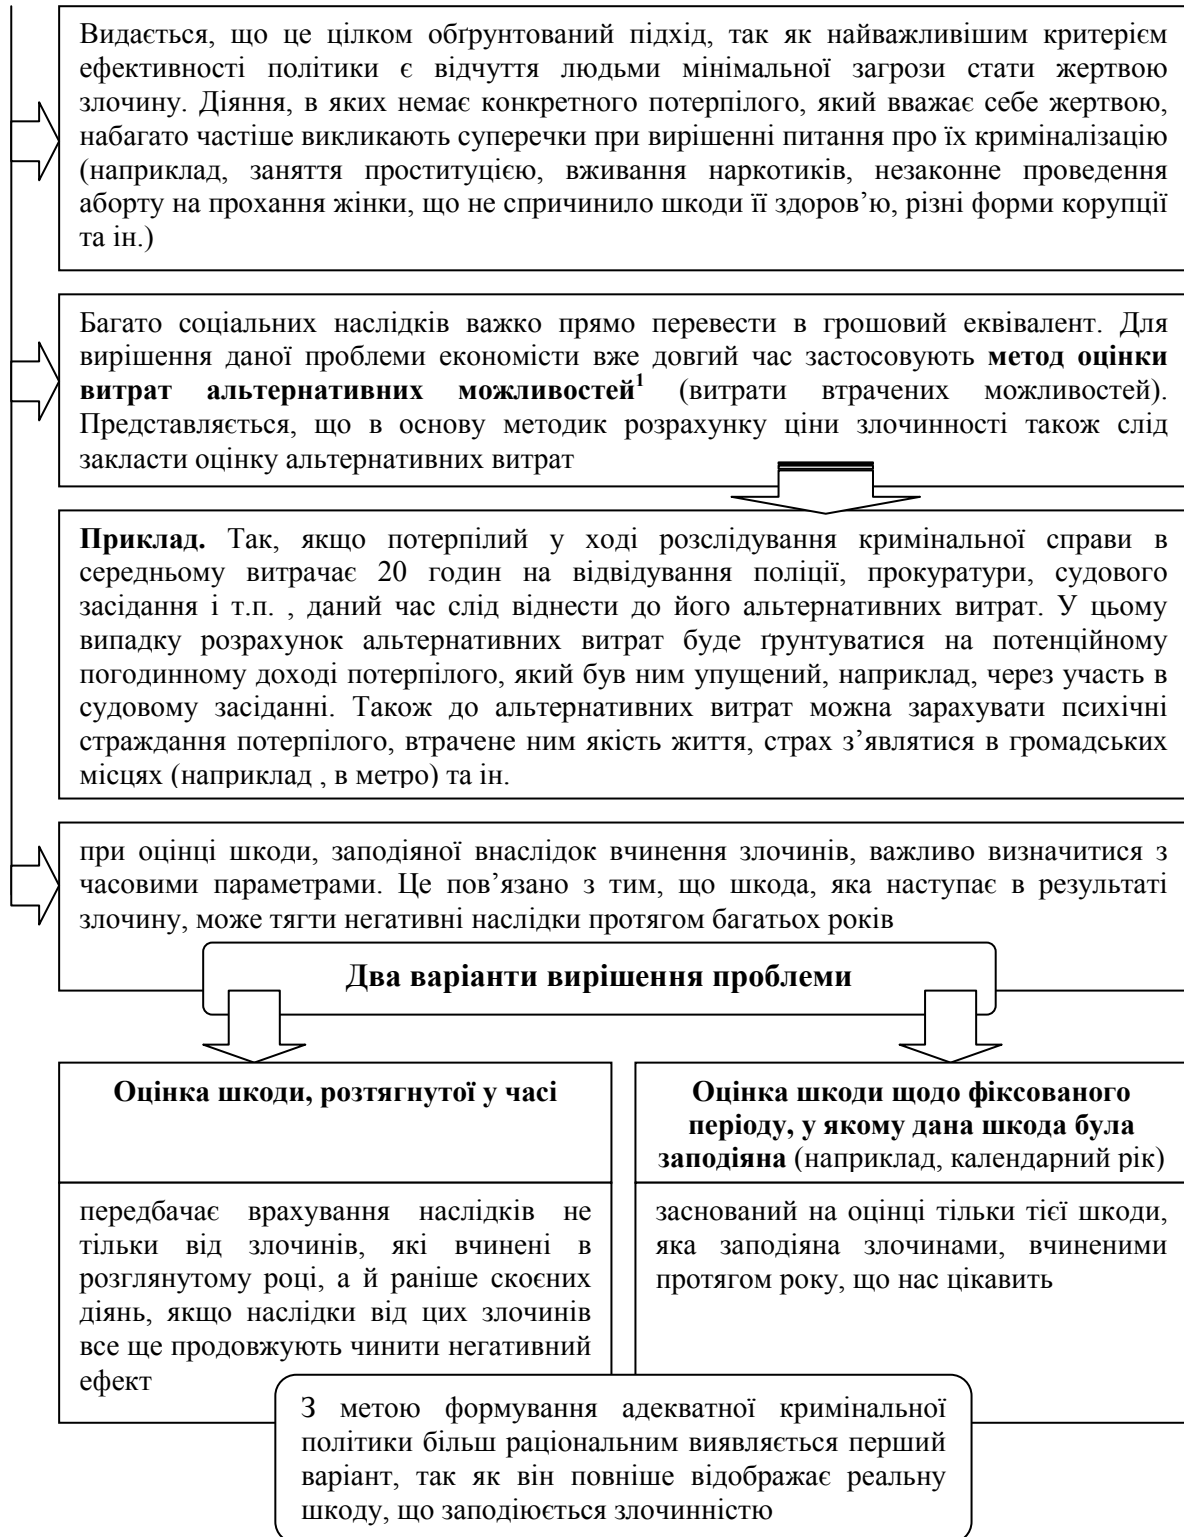 Видається, що це цілком обґрунтований підхід, так як найважливішим критерієм
ефективності політики є відчуття людьми мінімальної загрози стати жертвою
злочину. Діяння, в яких немає конкретного потерпілого, який вважає себе жертвою,
набагато частіше викликають суперечки при вирішенні питання про їх криміналізацію
(наприклад, заняття проституцією, вживання наркотиків, незаконне проведення
аборту на прохання жінки, що не спричинило шкоди її здоров’ю, різні форми корупції
та ін.)
Багато соціальних наслідків важко прямо перевести в грошовий еквівалент. Для
вирішення даної проблеми економісти вже довгий час застосовують метод оцінки
витрат альтернативних можливостей¹ (витрати втрачених можливостей).
Представляється, що в основу методик розрахунку ціни злочинності також слід
закласти оцінку альтернативних витрат
Приклад. Так, якщо потерпілий у ході розслідування кримінальної справи в
середньому витрачає 20 годин на відвідування поліції, прокуратури, судового
засідання і т.п. , даний час слід віднести до його альтернативних витрат. У цьому
випадку розрахунок альтернативних витрат буде ґрунтуватися на потенційному
погодинному доході потерпілого, який був ним упущений, наприклад, через участь в
судовому засіданні. Також до альтернативних витрат можна зарахувати психічні
страждання потерпілого, втрачене ним якість життя, страх з’являтися в громадських
місцях (наприклад , в метро) та ін.
при оцінці шкоди, заподіяної внаслідок вчинення злочинів, важливо визначитися з
часовими параметрами. Це пов’язано з тим, що шкода, яка наступає в результаті
злочину, може тягти негативні наслідки протягом багатьох років
Два варіанти вирішення проблеми
Оцінка шкоди, розтягнутої у часі
передбачає врахування наслідків не
тільки від злочинів, які вчинені в
розглянутому році, а й раніше скоєних
діянь, якщо наслідки від цих злочинів
все ще продовжують чинити негативний
ефект
Оцінка шкоди щодо фіксованого
періоду, у якому дана шкода була
заподіяна (наприклад, календарний рік)
заснований на оцінці тільки тієї шкоди,
яка заподіяна злочинами, вчиненими
протягом року, що нас цікавить
З метою формування адекватної кримінальної
політики більш раціональним виявляється перший
варіант, так як він повніше відображає реальну
шкоду, що заподіюється злочинністю